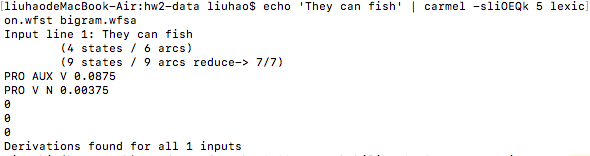 [liuhaodeMacBook-Air:hw2-data liuhao$ echo 'They can fish' | carmel -sliOEQk 5 lexic]
on.wfst bigram.wfsa
Input line 1: They can fish
(4 states / 6 arcs)
(9 states / 9 arcs reduce-> 7/7)
PRO AUX V 0.0875
PRO V N 0.00375
0
0
0
Derivations found for all 1 inputs